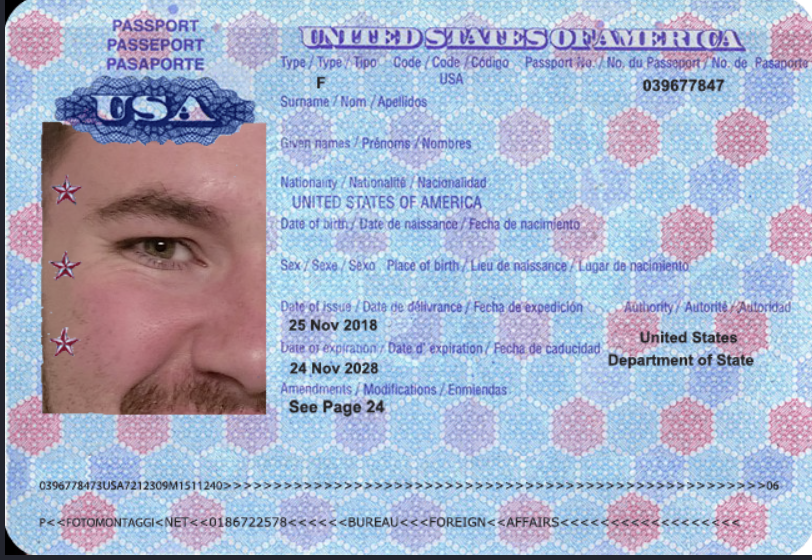 PASSPORT
PASSEPORT
PASAPORTE
USA
UNITED STATES OF AMERICA
Type / Type / Tipo Code / Code / Código Passport No. / No. du Passeport / No. de Pasaporte
F USA 039677847
Surname / Nom / Apellidos
Given names / Prénoms / Nombres
Nationality / Nationalité / Nacionalidad
UNITED STATES OF AMERICA
Date of birth / Date de naissance / Fecha de nacimiento
Sex / Sexe / Sexo Place of birth / Lieu de naissance / Lugar de nacimiento
Date of issue / Date de délivrance / Fecha de expedición Authority / Autorité / Autoridad
25 Nov 2018 United States
Date of expiration / Date d' expiration / Fecha de caducidad Department of State
24 Nov 2028
Amendments / Modifications / Enmiendas
See Page 24
0396778473USA7212309M1511240>>>>>>>>>>>>>>>>>>>>>>>>>>>>>>>>>>>>>>>>>>>>>>>>>>>>>>>>>>>>06
P<<FOTOMONTAGGI<NET<<0186722578<<<<<<BUREAU<<<FOREIGN<<AFFAIRS<<<<<<<<<<<<<<<<<<